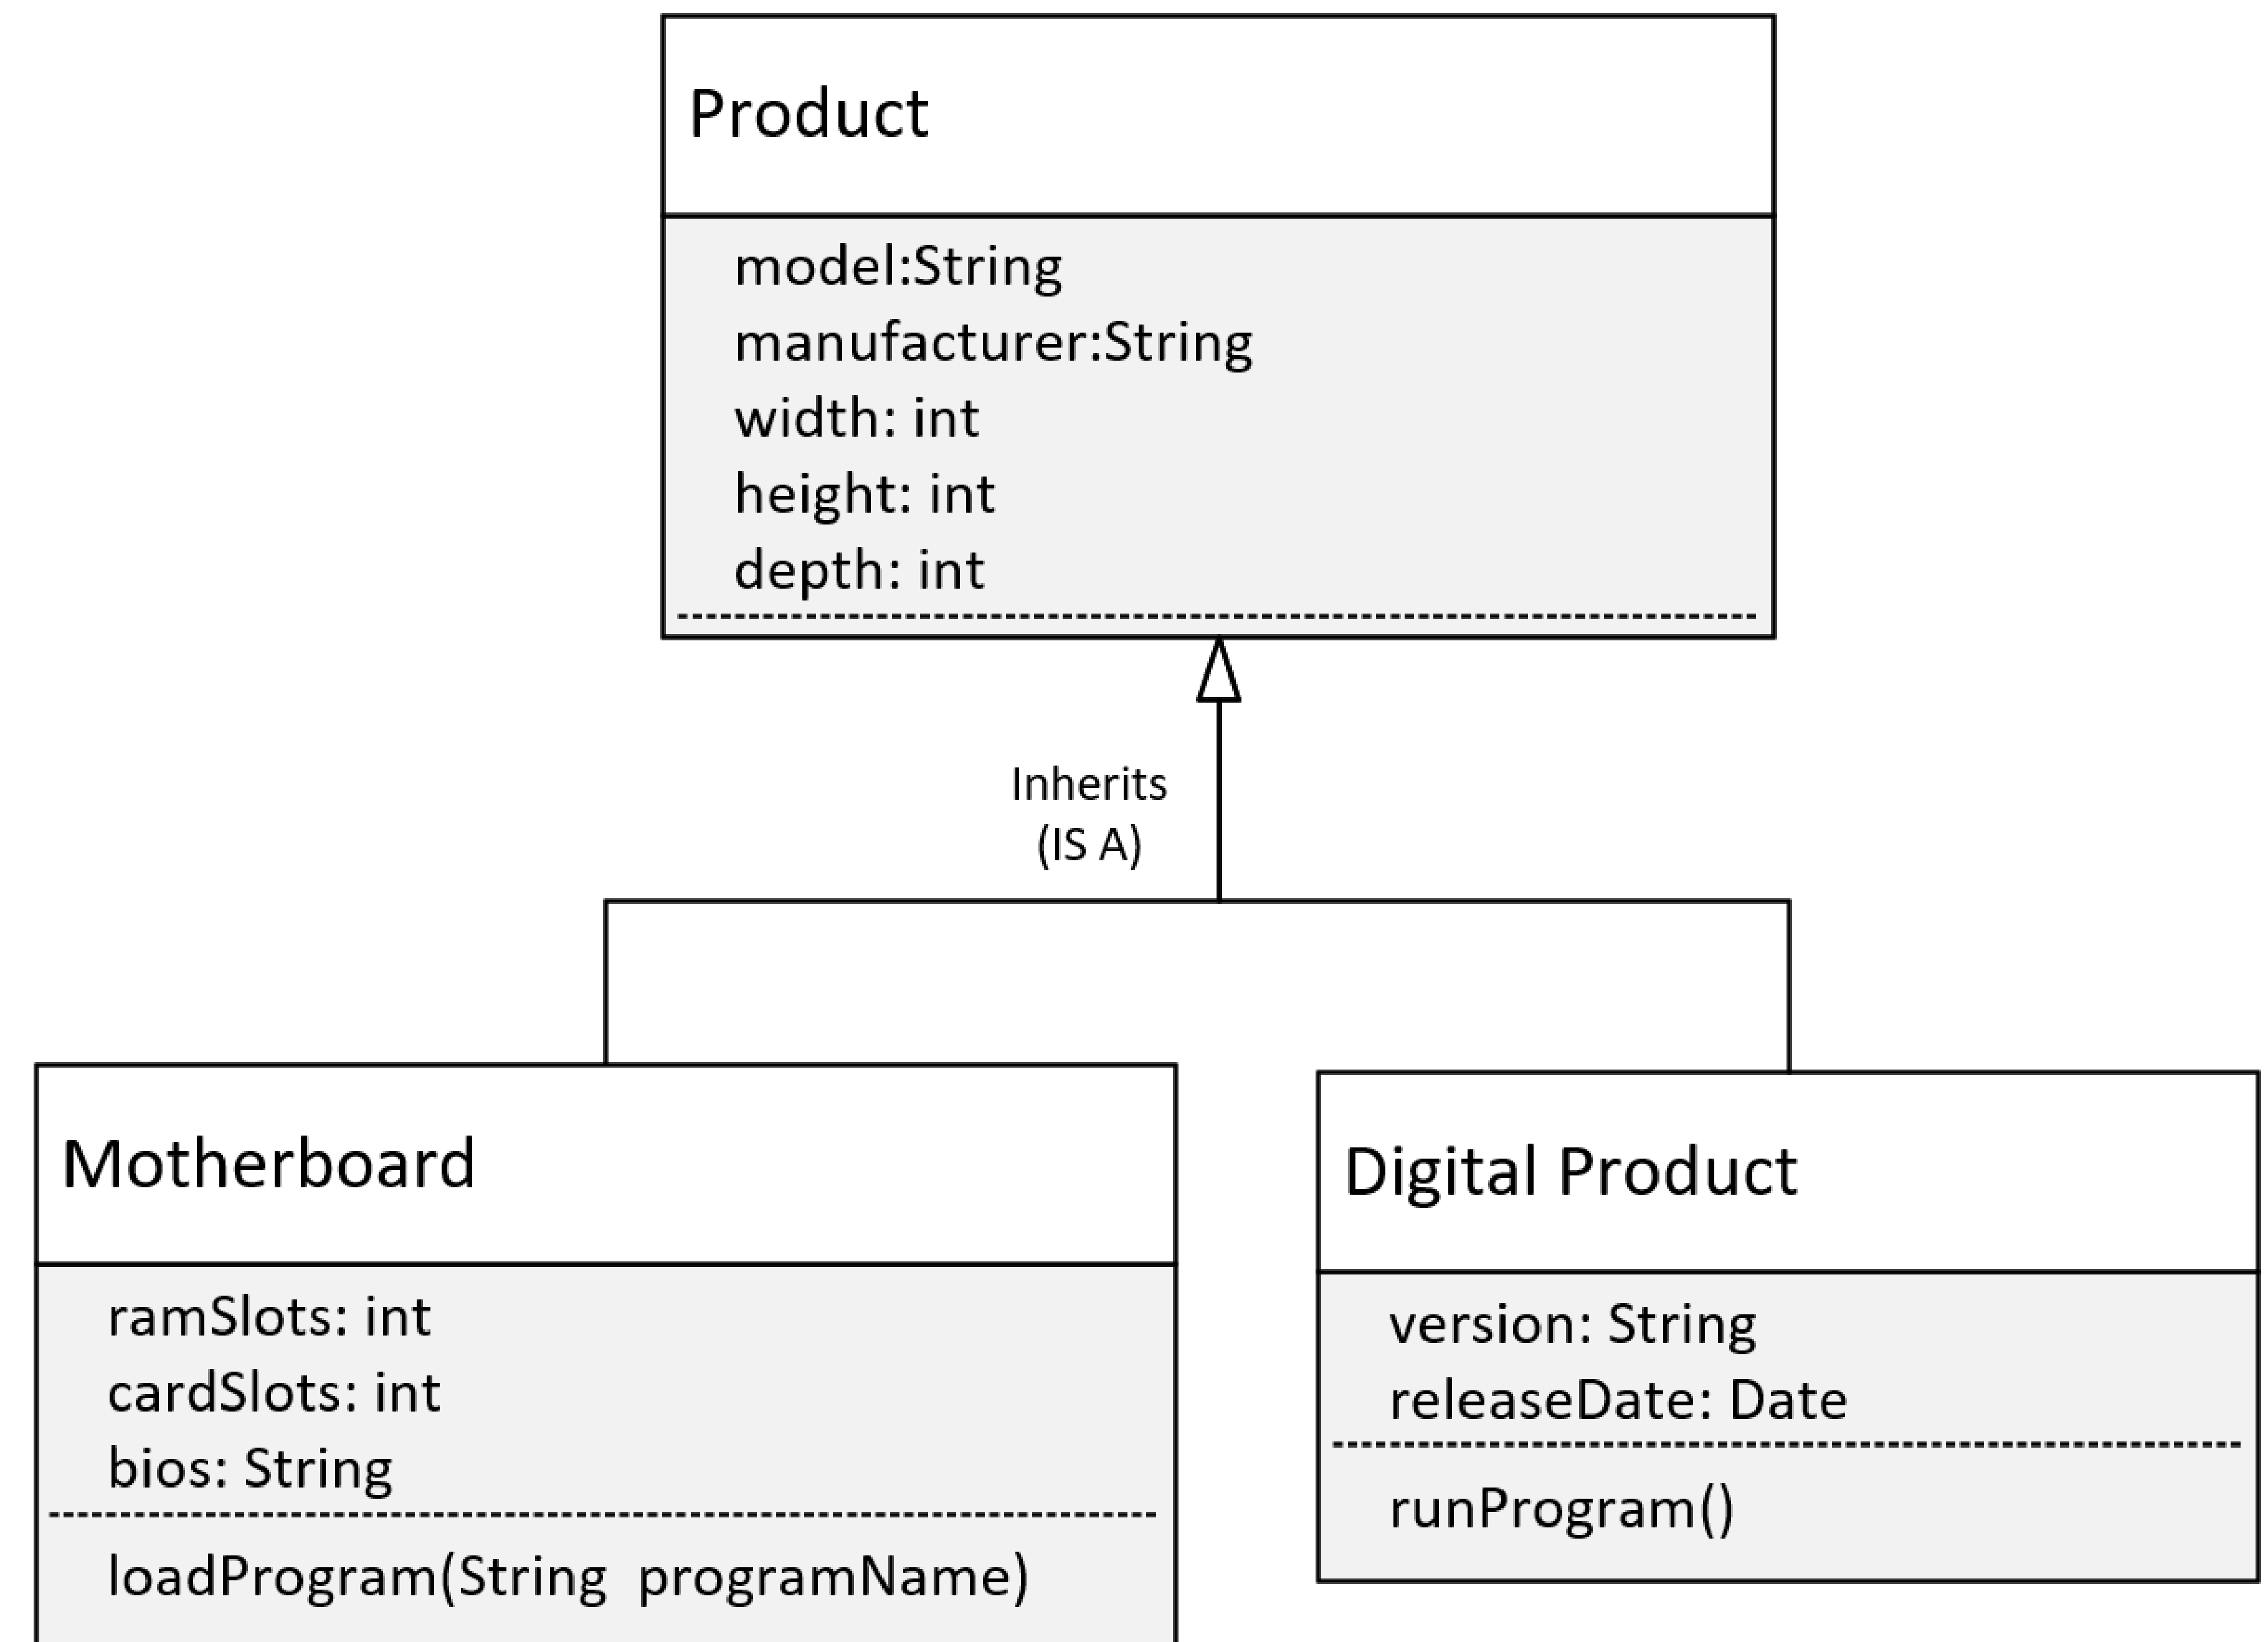 Product
model:String
manufacturer:String
width: int
height: int
depth: int
Inherits
(IS A)
Motherboard
ramSlots: int
cardSlots: int
bios: String
loadProgram(String  programName)
Digital Product
version: String
releaseDate: Date
runProgram()